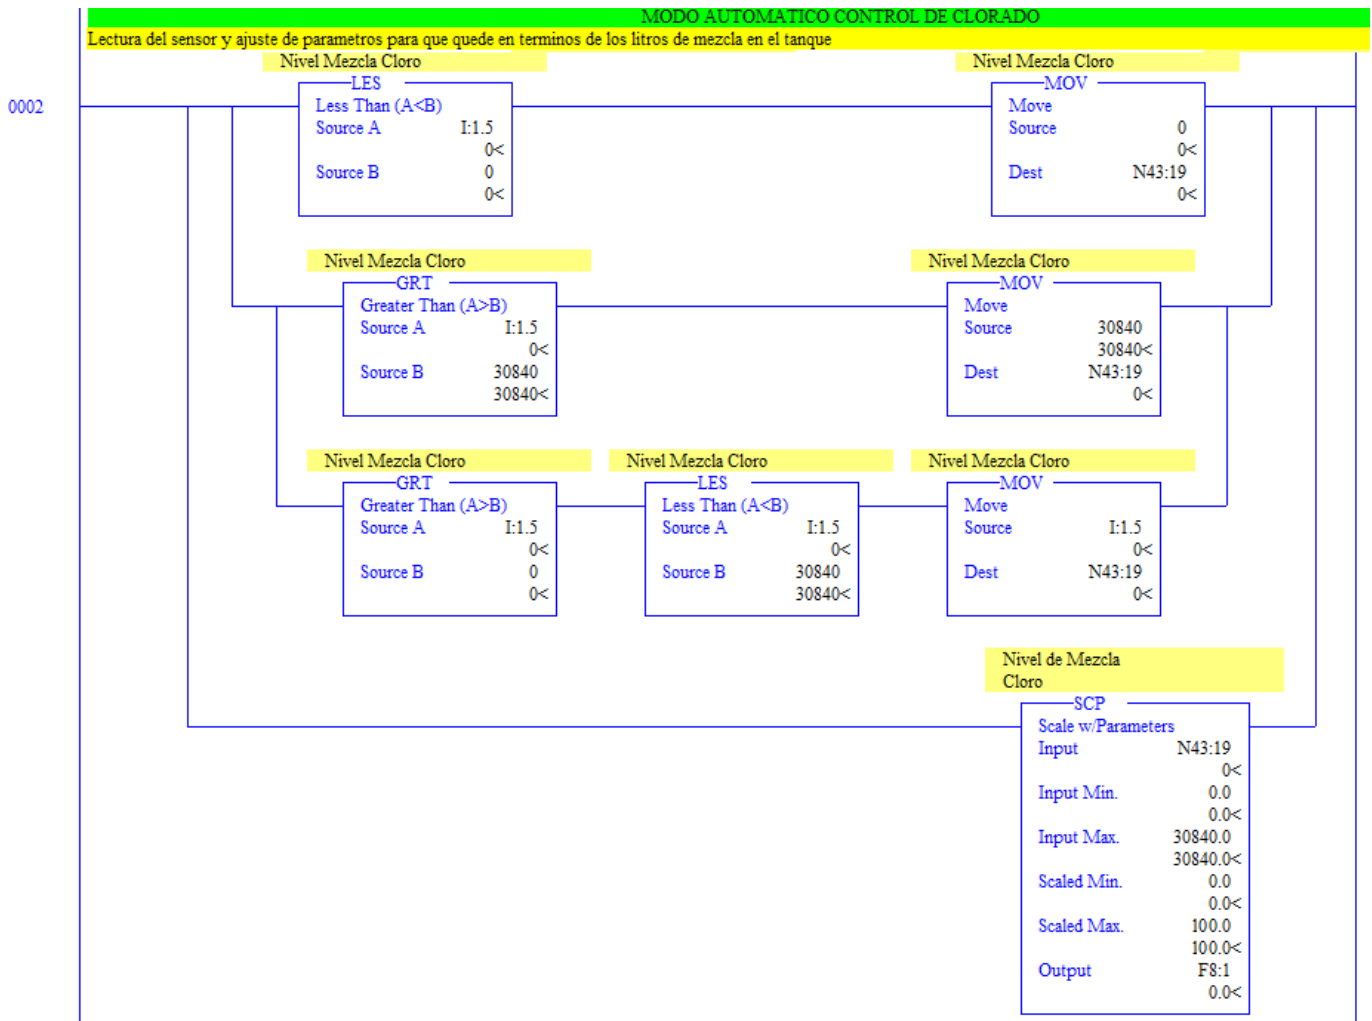 MODO AUTOMATICO CONTROL DE CLORADO
Lectura del sensor y ajuste de parametros para que quede en terminos de los litros de mezcla en el tanque
0002
Nivel Mezcla Cloro
LES
Less Than (A<B)
Source A I:1.5
0<
Source B 0
0<
Nivel Mezcla Cloro
MOV
Move
Source 0
0<
Dest N43:19
0<
Nivel Mezcla Cloro
GRT
Greater Than (A>B)
Source A I:1.5
0<
Source B 30840
30840<
Nivel Mezcla Cloro
MOV
Move
Source 30840
30840<
Dest N43:19
0<
Nivel Mezcla Cloro
GRT
Greater Than (A>B)
Source A I:1.5
0<
Source B 0
0<
Nivel Mezcla Cloro
LES
Less Than (A<B)
Source A I:1.5
0<
Source B 30840
30840<
Nivel Mezcla Cloro
MOV
Move
Source I:1.5
0<
Dest N43:19
0<
Nivel de Mezcla
Cloro
SCP
Scale w/Parameters
Input N43:19
0<
Input Min. 0.0
0.0<
Input Max. 30840.0
30840.0<
Scaled Min. 0.0
0.0<
Scaled Max. 100.0
100.0<
Output F8:1
0.0<